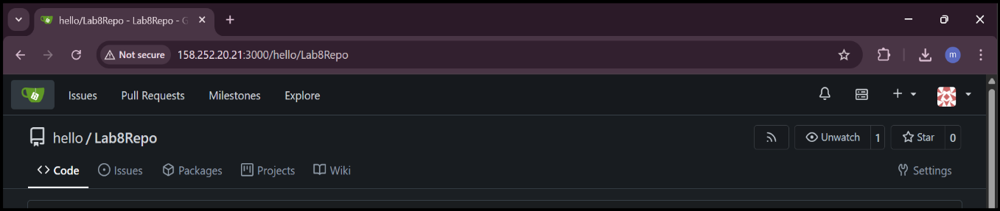 hello/Lab8Repo - Lab8Repo - G
Not secure 158.252.20.21:3000/hello/Lab8Repo m
Issues Pull Requests Milestones Explore
hello / Lab8Repo Unwatch 1 Star 0
Code Issues Packages Projects Wiki Settings